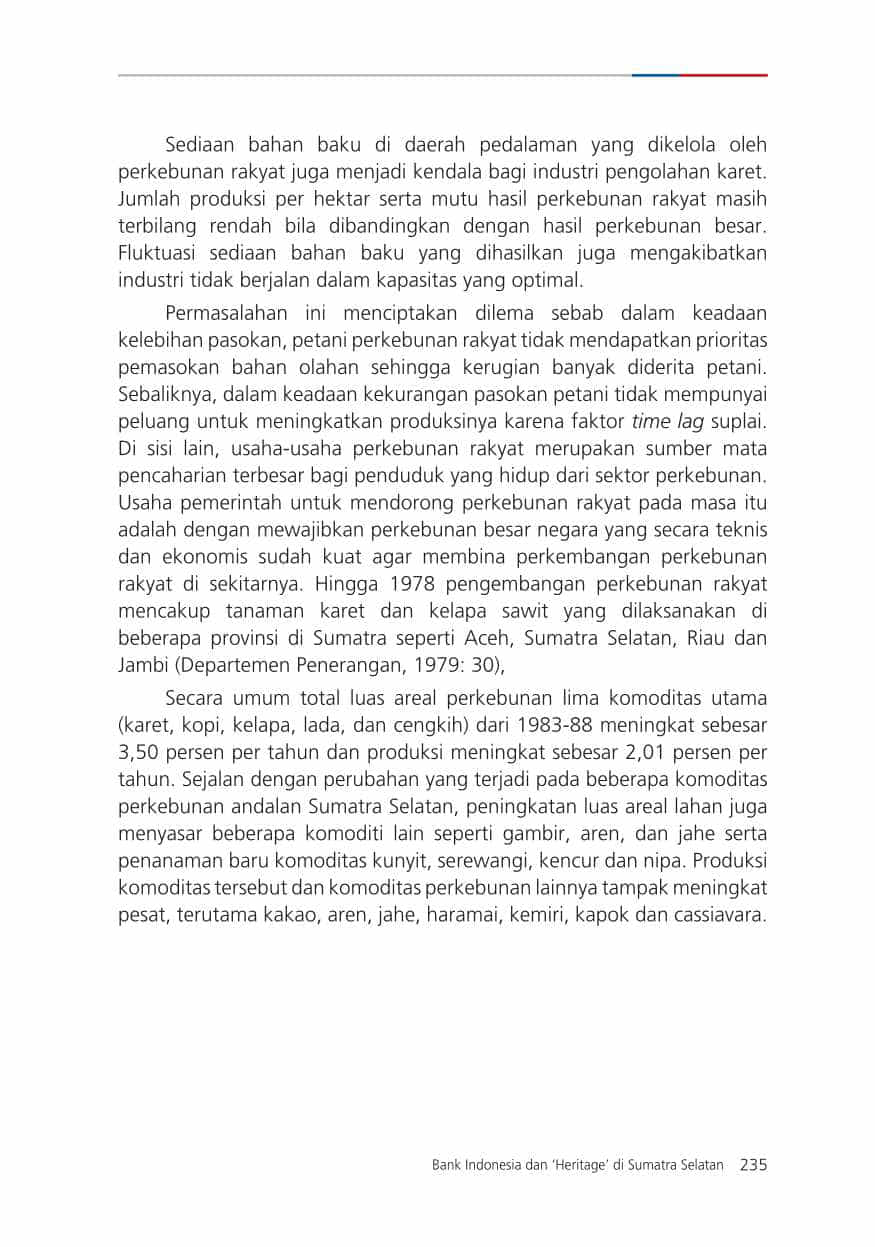 Sediaan bahan baku di daerah pedalaman yang dikelola oleh
perkebunan rakyat juga menjadi kendala bagi industri pengolahan karet.
Jumlah produksi per hektar serta mutu hasil perkebunan rakyat masih
terbilang rendah bila dibandingkan dengan hasil perkebunan besar.
Fluktuasi sediaan bahan baku yang dihasilkan juga mengakibatkan
industri tidak berjalan dalam kapasitas yang optimal.
Permasalahan ini menciptakan dilema sebab dalam keadaan
kelebihan pasokan, petani perkebunan rakyat tidak mendapatkan prioritas
pemasokan bahan olahan sehingga kerugian banyak diderita petani.
Sebaliknya, dalam keadaan kekurangan pasokan petani tidak mempunyai
peluang untuk meningkatkan produksinya karena faktor time lag suplai.
Di sisi lain, usaha-usaha perkebunan rakyat merupakan sumber mata
pencaharian terbesar bagi penduduk yang hidup dari sektor perkebunan.
Usaha pemerintah untuk mendorong perkebunan rakyat pada masa itu
adalah dengan mewajibkan perkebunan besar negara yang secara teknis
dan ekonomis sudah kuat agar membina perkembangan perkebunan
rakyat di sekitarnya. Hingga 1978 pengembangan perkebunan rakyat
mencakup tanaman karet dan kelapa sawit yang dilaksanakan di
beberapa provinsi di Sumatra seperti Aceh, Sumatra Selatan, Riau dan
Jambi (Departemen Penerangan, 1979: 30),
Secara umum total luas areal perkebunan lima komoditas utama
(karet, kopi, kelapa, lada, dan cengkih) dari 1983-88 meningkat sebesar
3,50 persen per tahun dan produksi meningkat sebesar 2,01 persen per
tahun. Sejalan dengan perubahan yang terjadi pada beberapa komoditas
perkebunan andalan Sumatra Selatan, peningkatan luas areal lahan juga
menyasar beberapa komoditi lain seperti gambir, aren, dan jahe serta
penanaman baru komoditas kunyit, serewangi, kencur dan nipa. Produksi
komoditas tersebut dan komoditas perkebunan lainnya tampak meningkat
pesat, terutama kakao, aren, jahe, haramai, kemiri, kapok dan cassiavara.
Bank Indonesia dan ‘Heritage’ di Sumatra Selatan 235